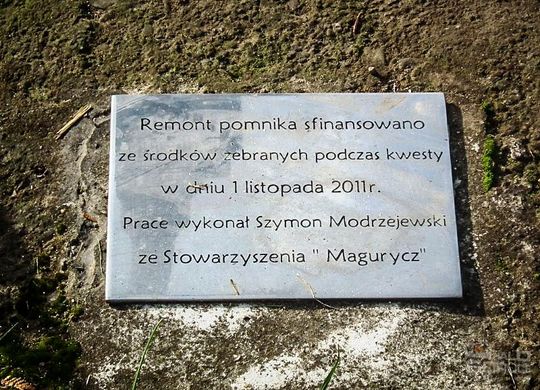 Remont pomnika sfinansowano
ze środków zebranych podczas kwesty
w dniu 1 listopada 2011r.
Prace wykonał Szymon Modrzejewski
ze Stowarzyszenia " Magurycz"